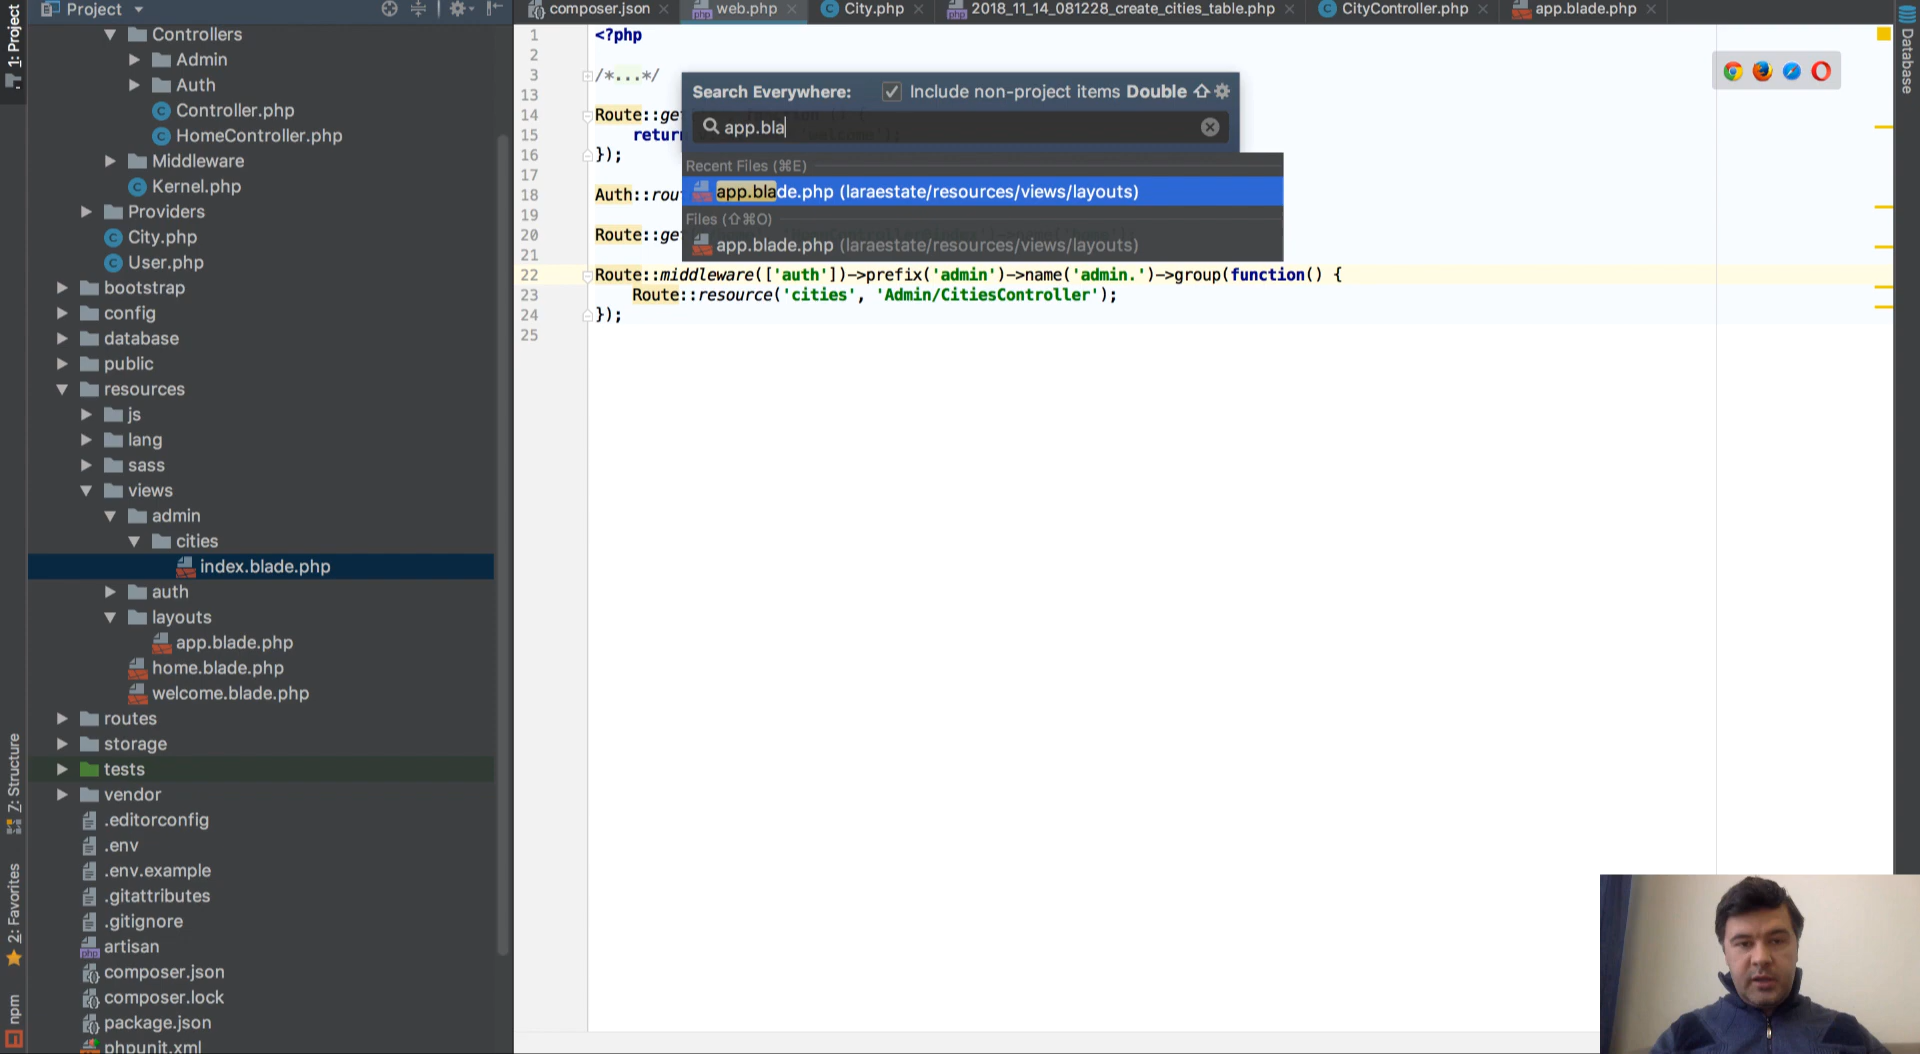 1: Project
Project
Controllers
Admin
Auth
Controller.php
HomeController.php
Middleware
Kernel.php
Providers
City.php
User.php
bootstrap
config
database
public
resources
js
lang
sass
views
admin
cities
index.blade.php
auth
layouts
app.blade.php
home.blade.php
welcome.blade.php
routes
storage
tests
vendor
.editorconfig
.env
.env.example
.gitattributes
.gitignore
artisan
composer.json
composer.lock
package.json
phpunit.xml
7: Structure
2: Favorites
npm
composer.json
web.php
City.php
2018_11_14_081228_create_cities_table.php
CityController.php
app.blade.php
Database
1 <?php
2
3 /*...*/
13
14 Route::ge
15 retur
16 });
17
18 Auth::rou
19
20 Route::ge
21
22 Route::middleware(['auth'])->prefix('admin')->name('admin.')->group(function() {
23 Route::resource('cities', 'Admin/CitiesController');
24 });
25
Search Everywhere: Include non-project items Double ⇧
app.bla
Recent Files (⌘E)
app.blade.php (laraestate/resources/views/layouts)
Files (⇧⌘O)
app.blade.php (laraestate/resources/views/layouts)